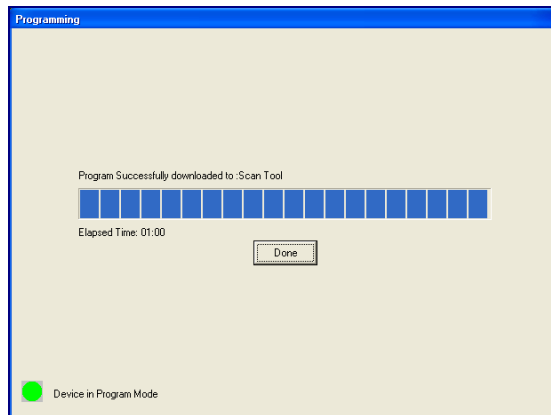 Programming
Program Successfully downloaded to :Scan Tool
Elapsed Time: 01:00
Done
Device in Program Mode